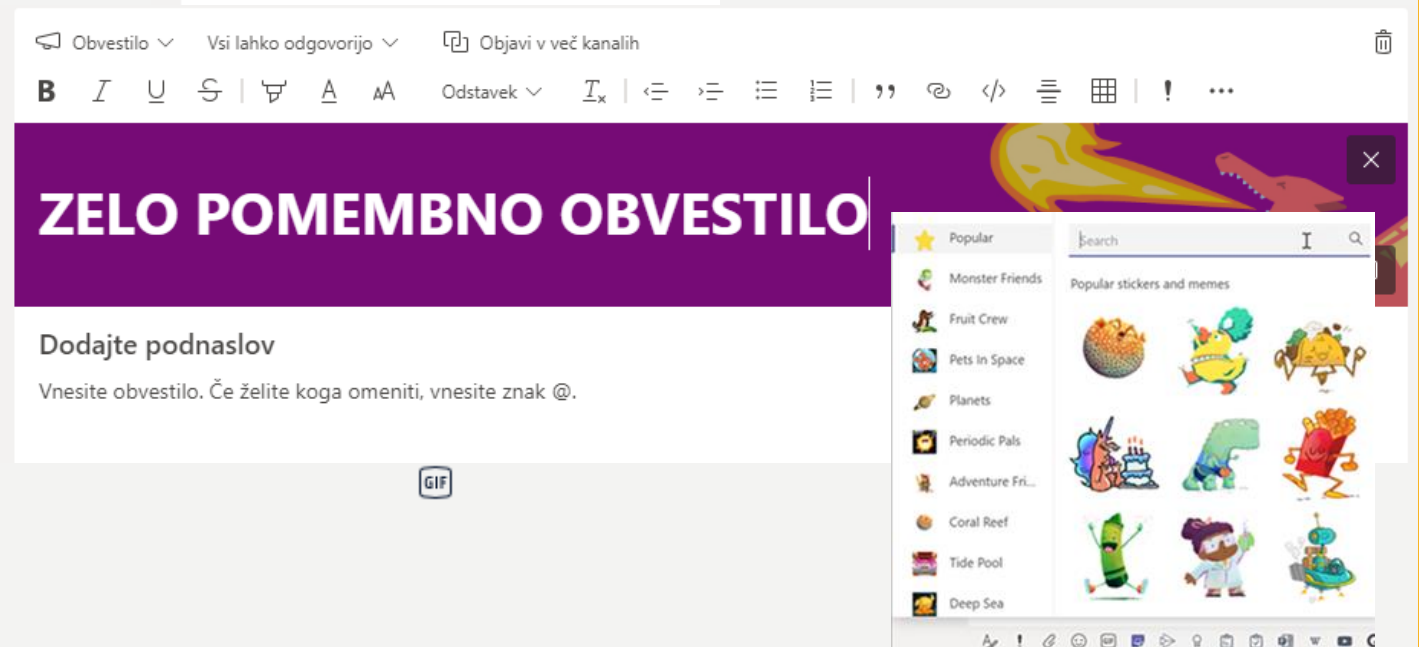 Obvestilo
Vsi lahko odgovorijo
Objavi v več kanalih
B I U S A AA Odstavek Tx
ZELO POMEMBNO OBVESTILO
Dodajte podnaslov
Vnesite obvestilo. Če želite koga omeniti, vnesite znak @.
GIF
Popular
Monster Friends
Fruit Crew
Pets In Space
Planets
Periodic Pals
Adventure Fri...
Coral Reef
Tide Pool
Deep Sea
Search
Popular stickers and memes